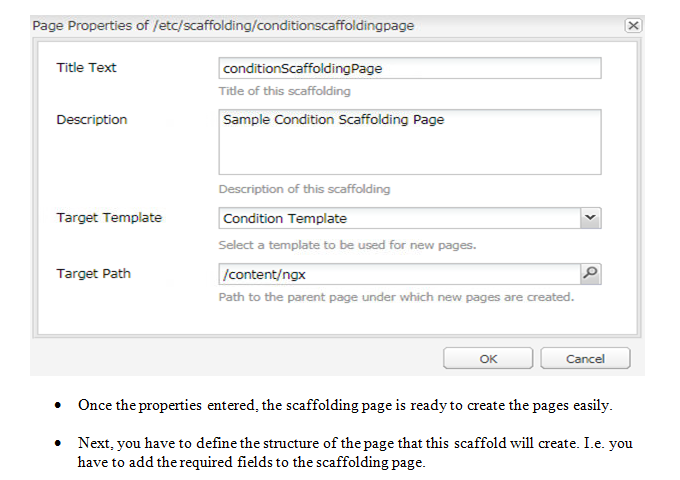 Page Properties of /etc/scaffolding/conditionscaffoldingpage
Title Text
conditionScaffoldingPage
Title of this scaffolding
Description
Sample Condition Scaffolding Page
Description of this scaffolding
Target Template
Condition Template
Select a template to be used for new pages.
Target Path
/content/ngx
Path to the parent page under which new pages are created.
OK
Cancel
• Once the properties entered, the scaffolding page is ready to create the pages easily.
• Next, you have to define the structure of the page that this scaffold will create. I.e. you
have to add the required fields to the scaffolding page.